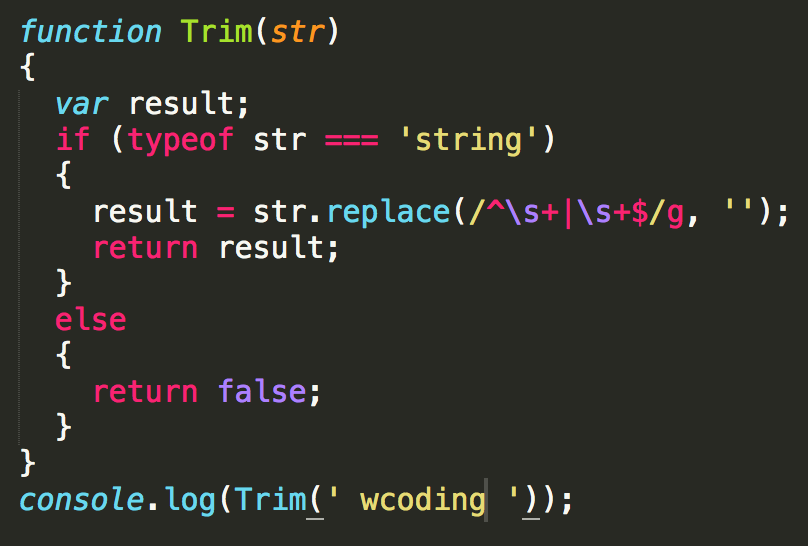 function Trim(str)
{
  var result;
  if (typeof str === 'string')
  {
    result = str.replace(/^\s+|\s+$/g, '');
    return result;
  }
  else
  {
    return false;
  }
}
console.log(Trim(' wcoding '));